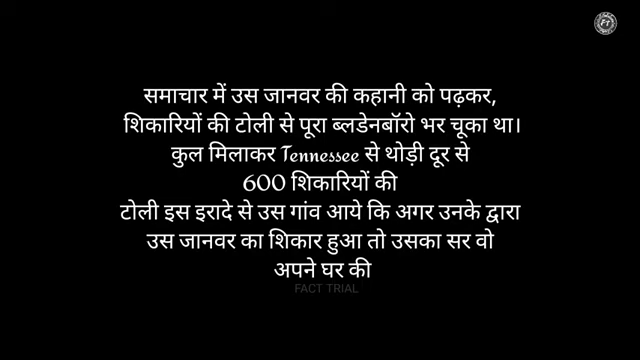 समाचार में उस जानवर की कहानी को पढ़कर,
शिकारियों की टोली से पूरा ब्लडेनबॉरो भर चूका था।
कुल मिलाकर Tennessee से थोड़ी दूर से
600 शिकारियों की
टोली इस इरादे से उस गांव आये कि अगर उनके द्वारा
उस जानवर का शिकार हुआ तो उसका सर वो
अपने घर की
FACT TRIAL